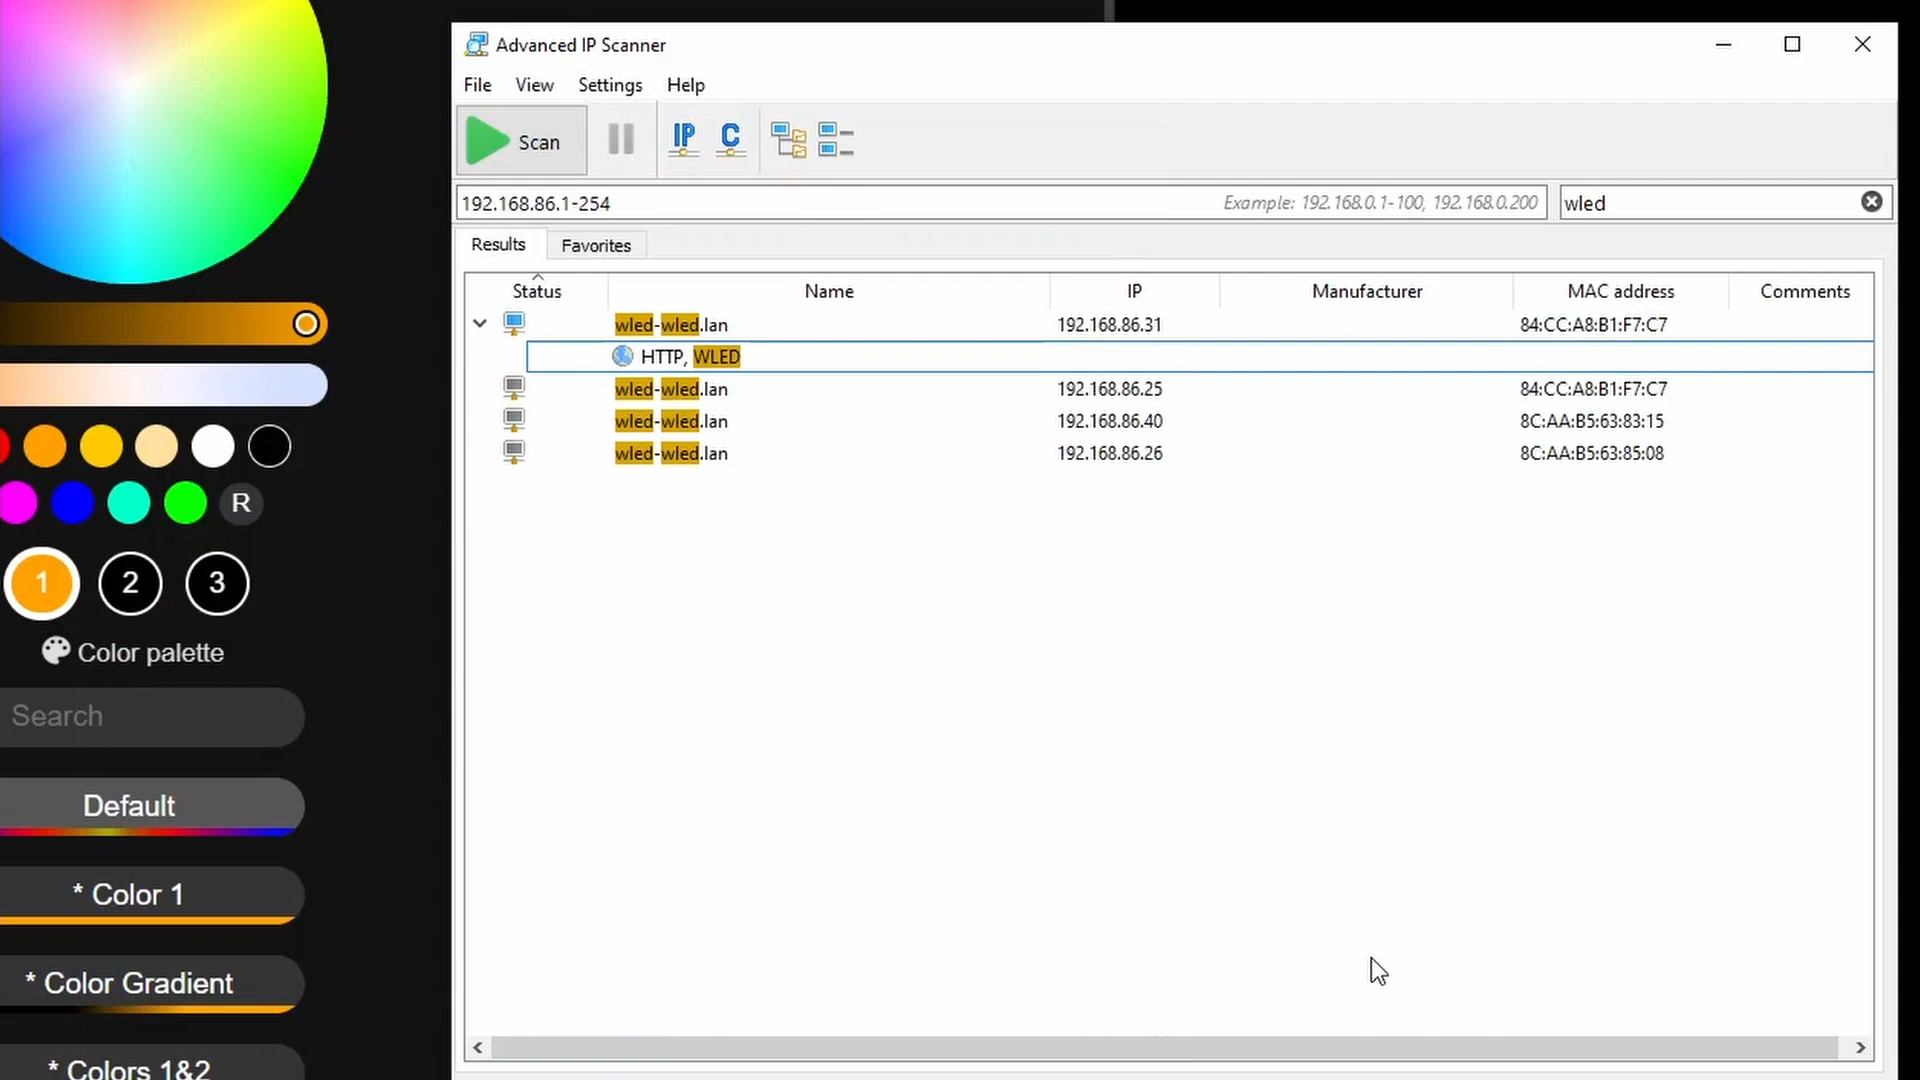 Advanced IP Scanner
File View Settings Help
Scan IP C
192.168.86.1-254 Example: 192.168.0.1-100, 192.168.0.200 wled
Results Favorites
Status Name IP Manufacturer MAC address Comments
wled-wled.lan 192.168.86.31 84:CC:A8:B1:F7:C7
HTTP, WLED
wled-wled.lan 192.168.86.25 84:CC:A8:B1:F7:C7
wled-wled.lan 192.168.86.40 8C:AA:B5:63:83:15
wled-wled.lan 192.168.86.26 8C:AA:B5:63:85:08
R
1 2 3
Color palette
Search
Default
* Color 1
* Color Gradient
* Colors 1&2